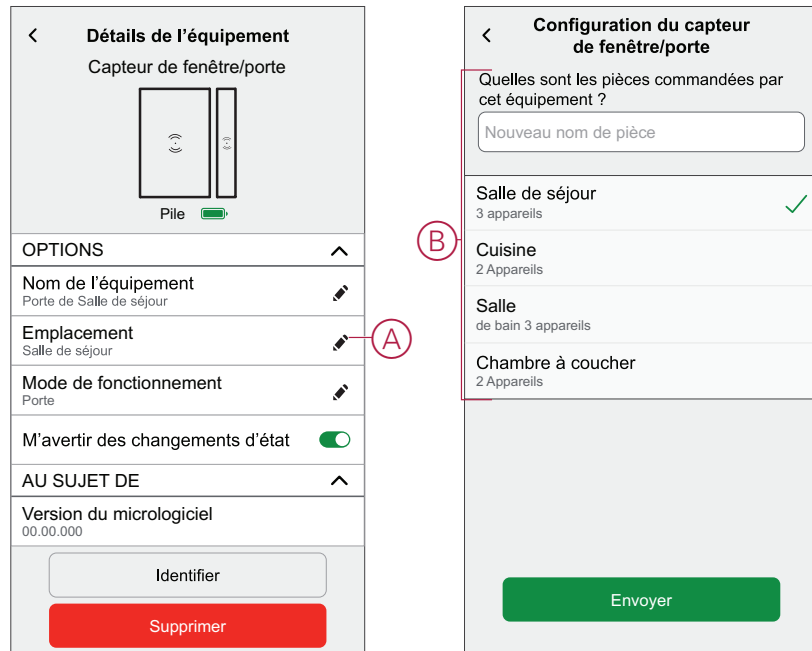 Détails de l'équipement
Capteur de fenêtre/porte
Pile
OPTIONS
Nom de l'équipement
Porte de Salle de séjour
Emplacement
Salle de séjour
A
Mode de fonctionnement
Porte
M'avertir des changements d'état
AU SUJET DE
Version du micrologiciel
00.00.000
Identifier
Supprimer
Configuration du capteur
de fenêtre/porte
Quelles sont les pièces commandées par
cet équipement ?
Nouveau nom de pièce
B
Salle de séjour
3 appareils
Cuisine
2 Appareils
Salle
de bain 3 appareils
Chambre à coucher
2 Appareils
Envoyer